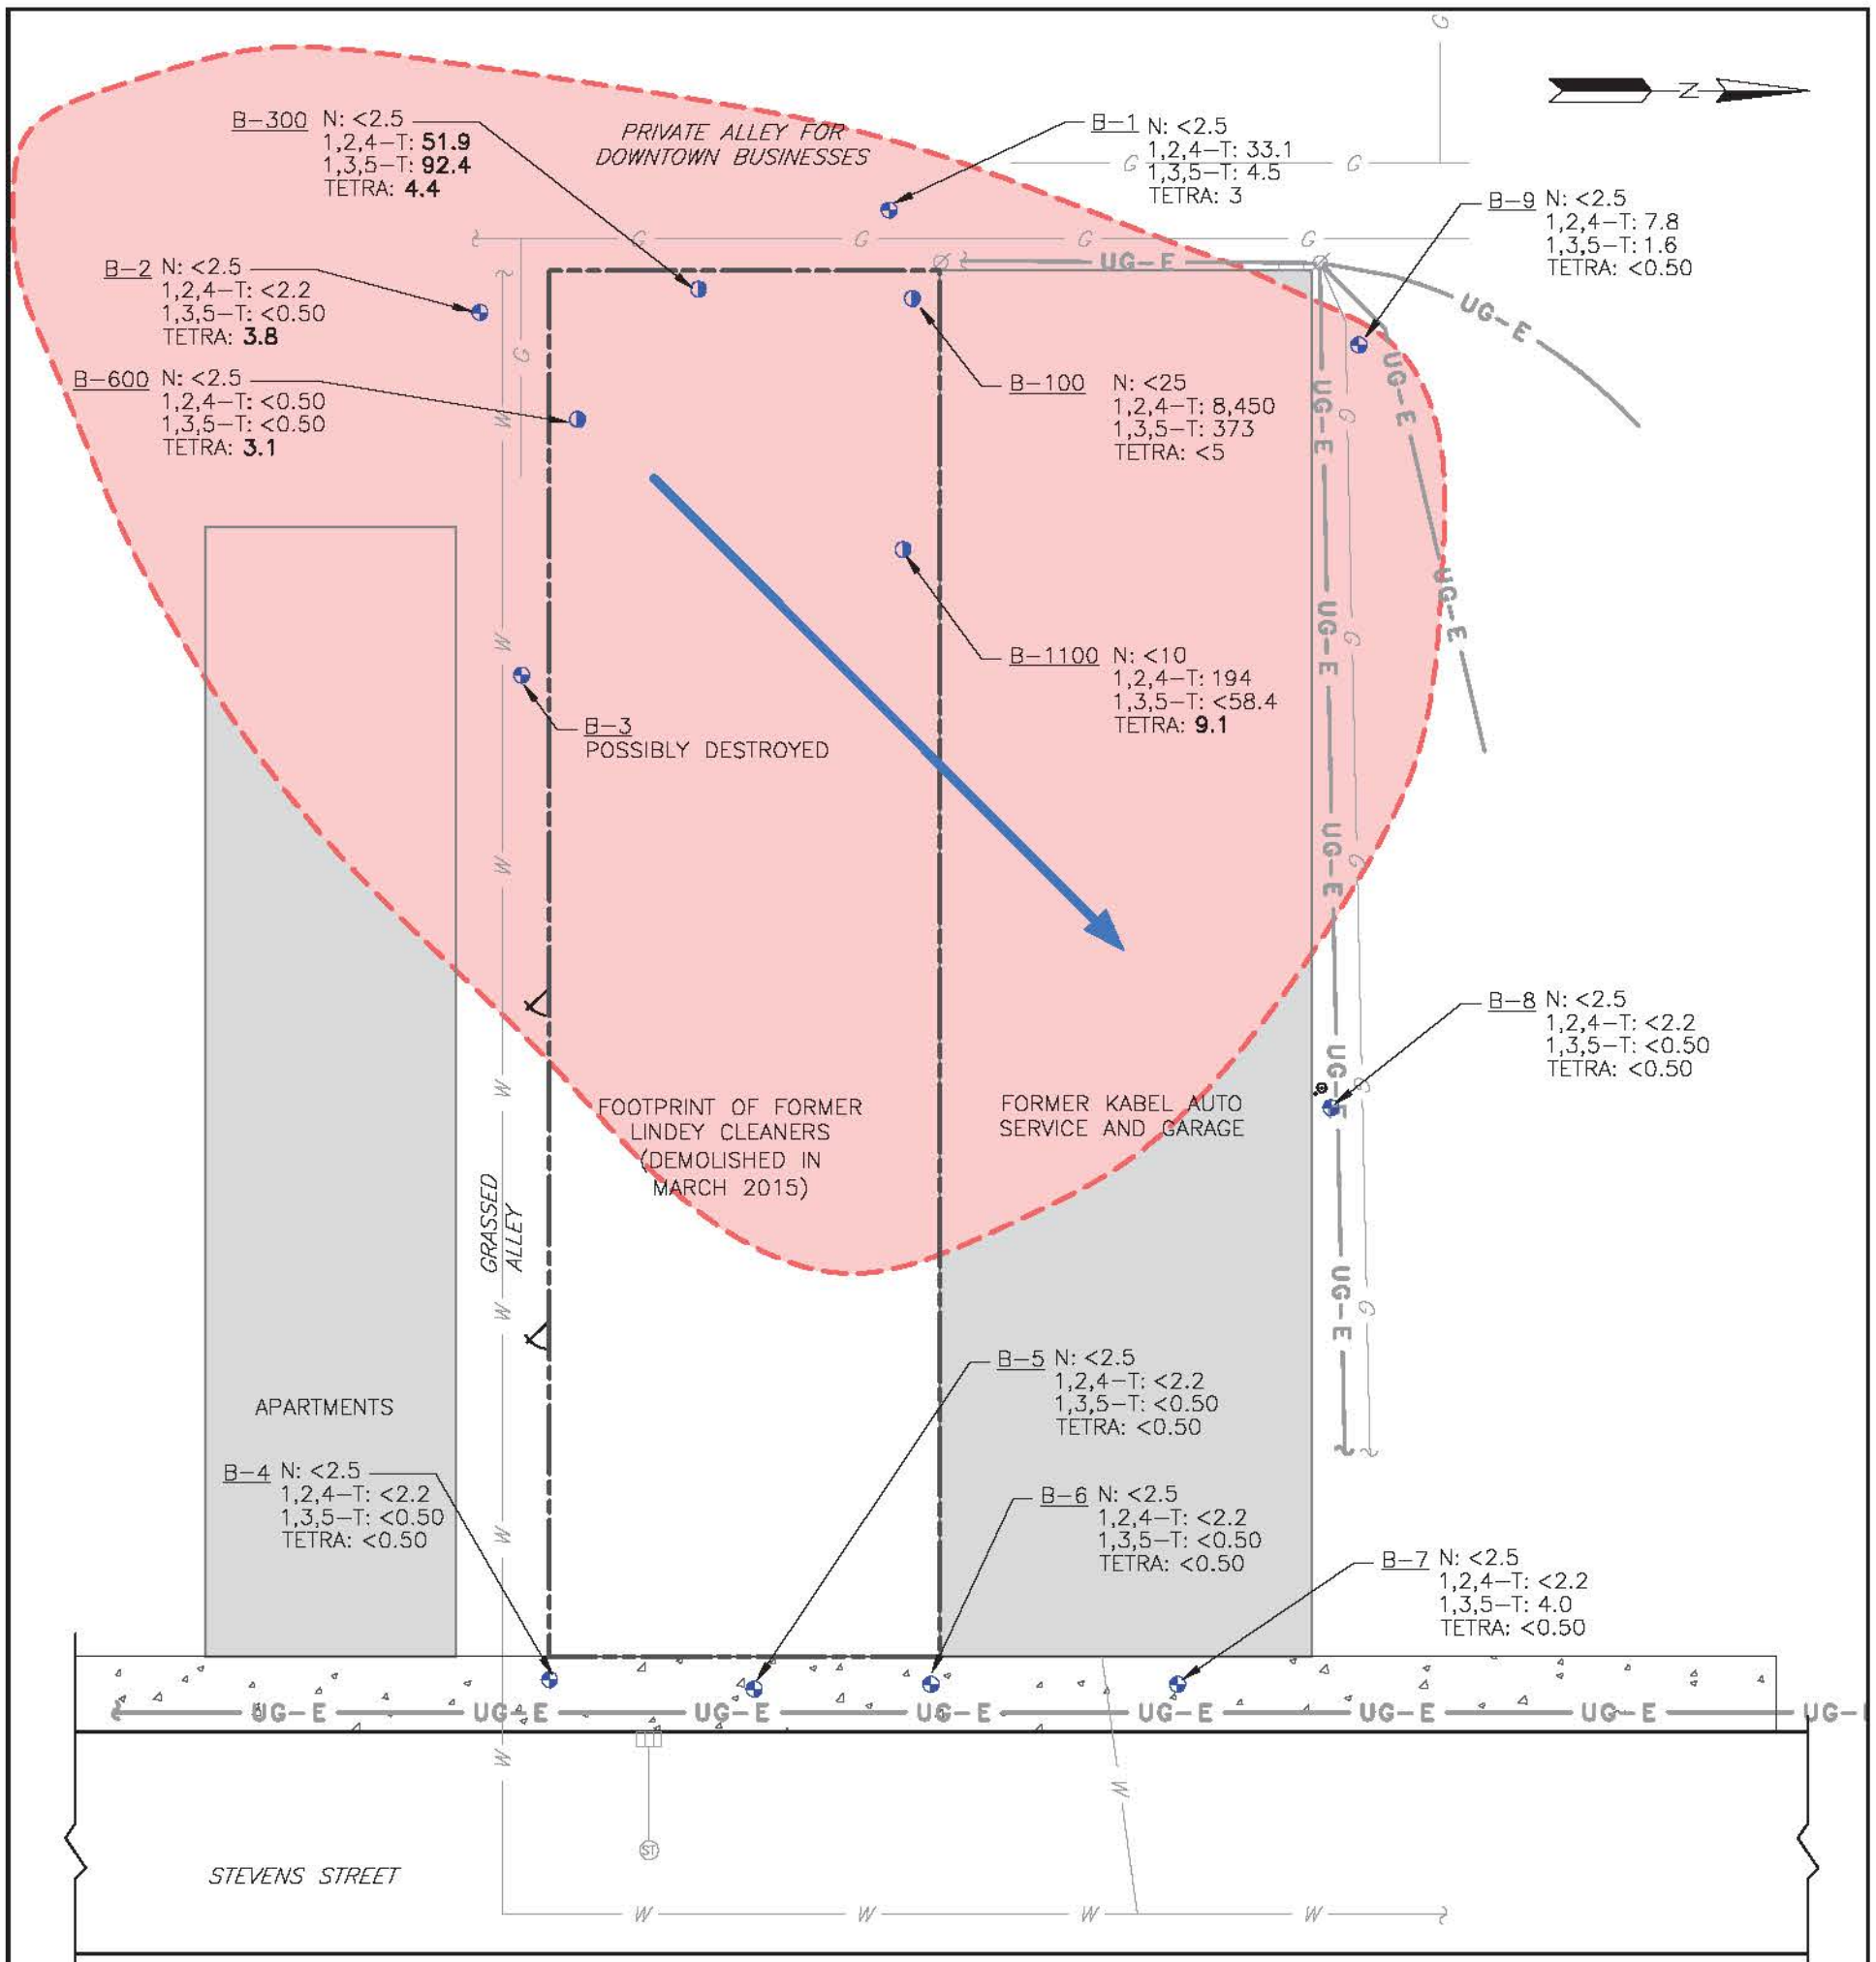 G
N
B-300 N: <2.5
1,2,4-T: 51.9
1,3,5-T: 92.4
TETRA: 4.4
PRIVATE ALLEY FOR
DOWNTOWN BUSINESSES
B-1 N: <2.5
1,2,4-T: 33.1
1,3,5-T: 4.5
TETRA: 3
G G
B-9 N: <2.5
1,2,4-T: 7.8
1,3,5-T: 1.6
TETRA: <0.50
G G G G
UG-E
UG-E
B-2 N: <2.5
1,2,4-T: <2.2
1,3,5-T: <0.50
TETRA: 3.8
G
B-600 N: <2.5
1,2,4-T: <0.50
1,3,5-T: <0.50
TETRA: 3.1
B-100 N: <25
1,2,4-T: 8,450
1,3,5-T: 373
TETRA: <5
UG-E
G
UG-E
W
UG-E
UG-E
G
W
B-1100 N: <10
1,2,4-T: 194
1,3,5-T: <58.4
TETRA: 9.1
B-3
POSSIBLY DESTROYED
UG-E
G
W
B-8 N: <2.5
1,2,4-T: <2.2
1,3,5-T: <0.50
TETRA: <0.50
UG-E
G
W
FOOTPRINT OF FORMER
LINDEY CLEANERS
(DEMOLISHED IN
MARCH 2015)
FORMER KABEL AUTO
SERVICE AND GARAGE
GRASSED
ALLEY
UG-E
G
W
B-5 N: <2.5
1,2,4-T: <2.2
1,3,5-T: <0.50
TETRA: <0.50
APARTMENTS
B-4 N: <2.5
1,2,4-T: <2.2
1,3,5-T: <0.50
TETRA: <0.50
W
B-6 N: <2.5
1,2,4-T: <2.2
1,3,5-T: <0.50
TETRA: <0.50
B-7 N: <2.5
1,2,4-T: <2.2
1,3,5-T: 4.0
TETRA: <0.50
UG-E UG-E UG-E UG-E UG-E UG-E UG-E UG-
W
W
ST
STEVENS STREET
W W W W